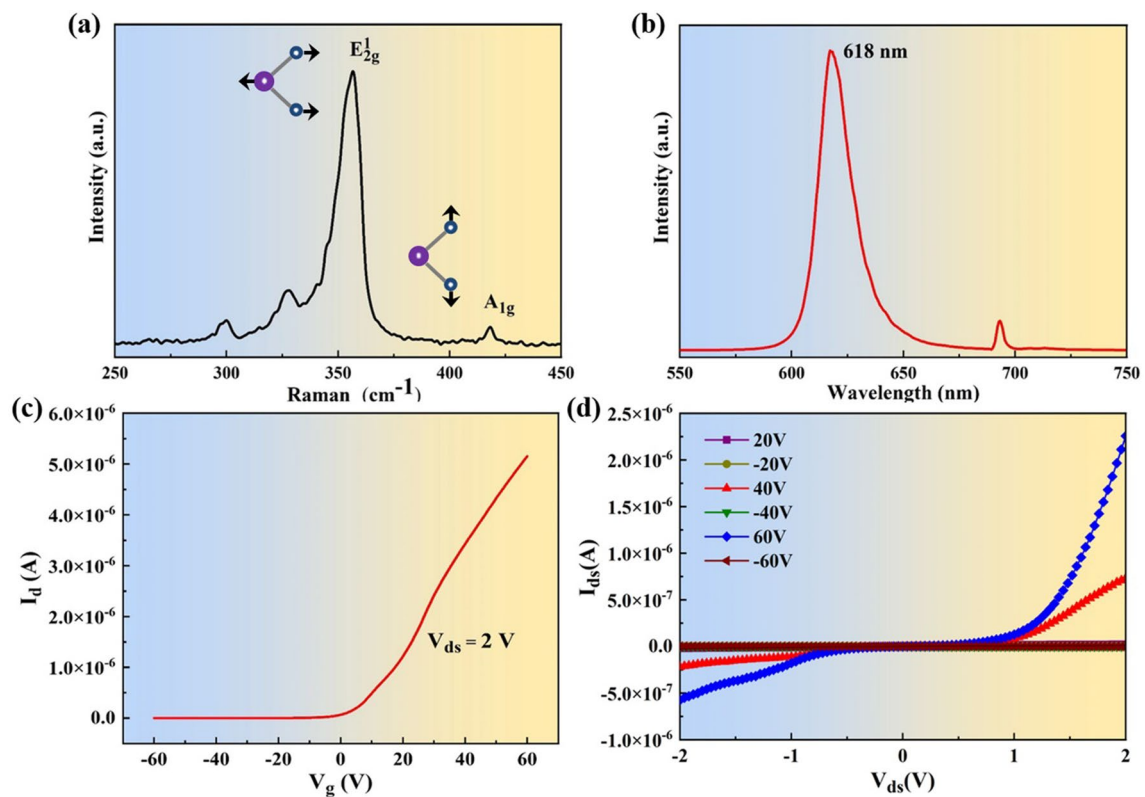 (a)
E¹₂g
A₁g
Intensity (a.u.)
250 300 350 400 450
Raman (cm⁻¹)
(b)
618 nm
Intensity (a.u.)
550 600 650 700 750
Wavelength (nm)
(c)
6.0×10⁻⁶
5.0×10⁻⁶
4.0×10⁻⁶
3.0×10⁻⁶
2.0×10⁻⁶
1.0×10⁻⁶
0.0
I_d (A)
V_ds = 2 V
-60 -40 -20 0 20 40 60
V_g (V)
(d)
2.5×10⁻⁶
2.0×10⁻⁶
1.5×10⁻⁶
1.0×10⁻⁶
5.0×10⁻⁷
0.0
-5.0×10⁻⁷
-1.0×10⁻⁶
I_ds (A)
20V
-20V
40V
-40V
60V
-60V
-2 -1 0 1 2
V_ds(V)